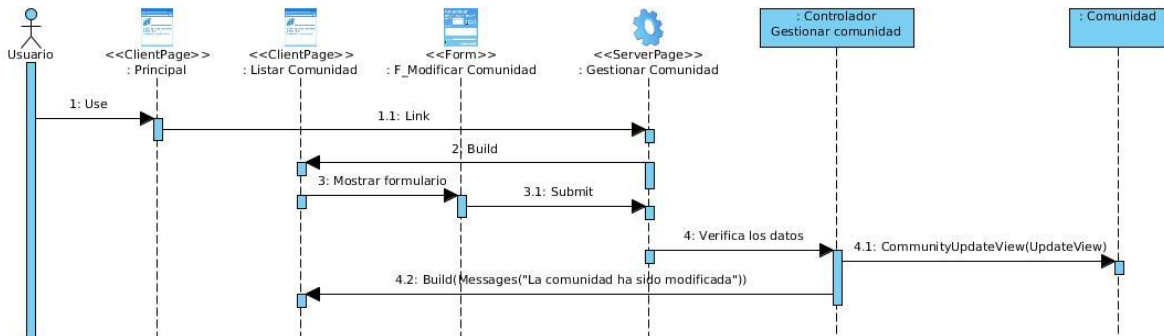 : Controlador
Gestionar comunidad
: Comunidad
Usuario
<<ClientPage>>
: Principal
<<ClientPage>>
: Listar Comunidad
<<Form>>
: F_Modificar Comunidad
<<ServerPage>>
: Gestionar Comunidad
1: Use
1.1: Link
2: Build
3: Mostrar formulario
3.1: Submit
4: Verifica los datos
4.1: CommunityUpdateView(UpdateView)
4.2: Build(Messages("La comunidad ha sido modificada"))